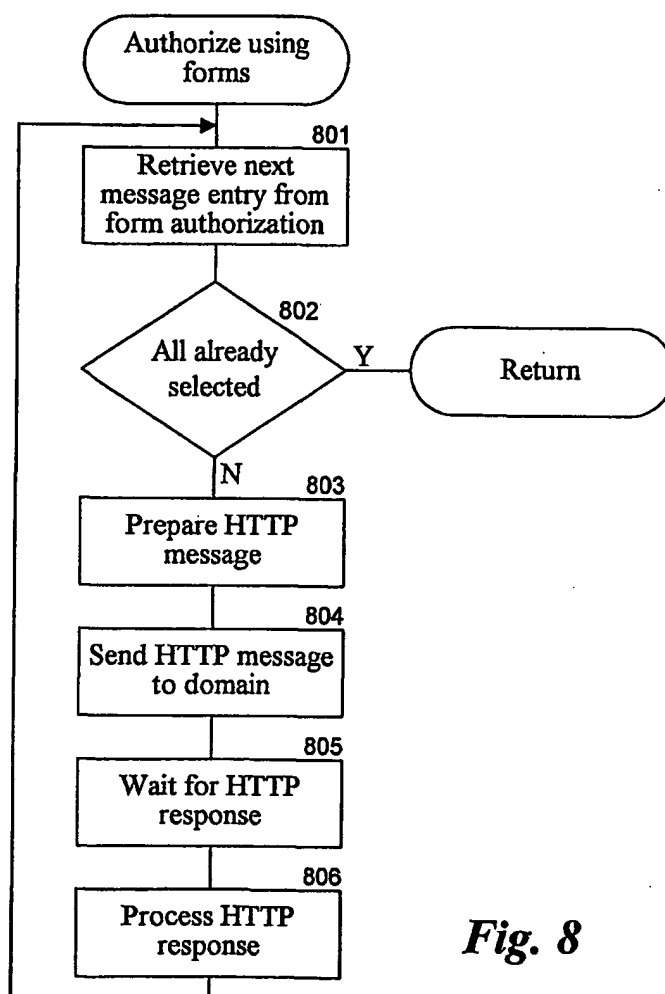 Authorize using
forms
801
Retrieve next
message entry from
form authorization
802
All already
selected
Y
Return
N
803
Prepare HTTP
message
804
Send HTTP message
to domain
805
Wait for HTTP
response
806
Process HTTP
response
Fig. 8